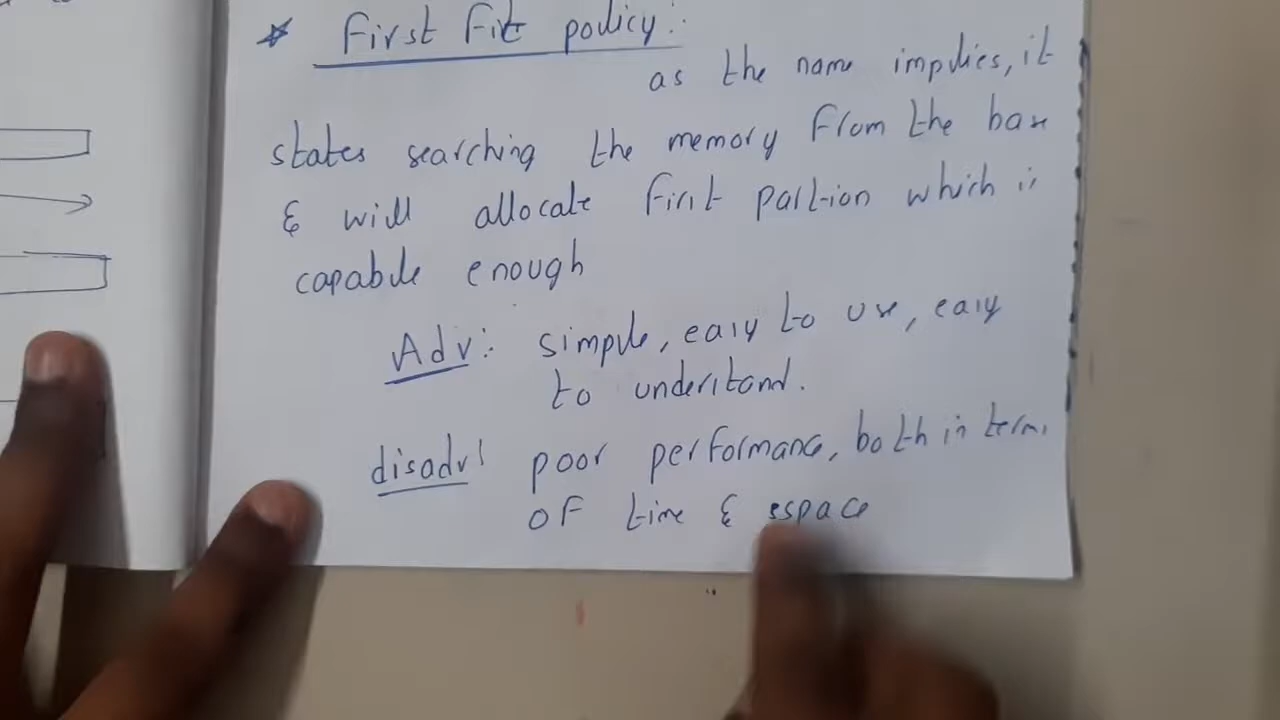 * First Fit policy:
as the name implies, it
states searching the memory from the base
& will allocate first partion which is
capable enough
Adv: simple, easy to use, easy
to understand.
disadv: poor performance, both in terms
of time & space